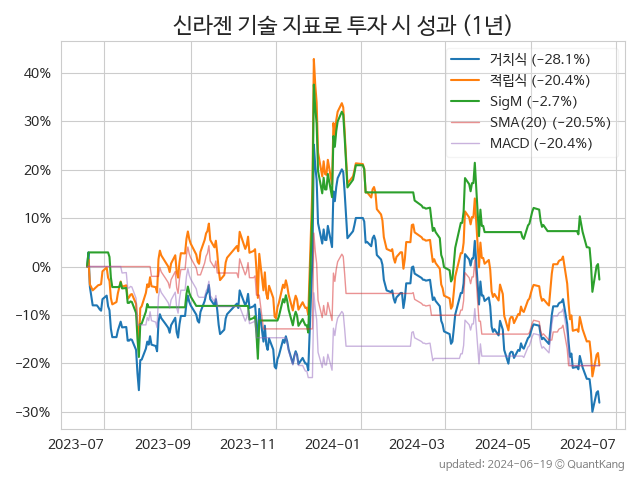 신라젠 기술 지표로 투자 시 성과 (1년)
거치식 (−28.1%)
적립식 (−20.4%)
SigM (−2.7%)
SMA(20) (−20.5%)
MACD (−20.4%)
40%
30%
20%
10%
0%
−10%
−20%
−30%
2023-07 2023-09 2023-11 2024-01 2024-03 2024-05 2024-07
updated: 2024-06-19 © QuantKang